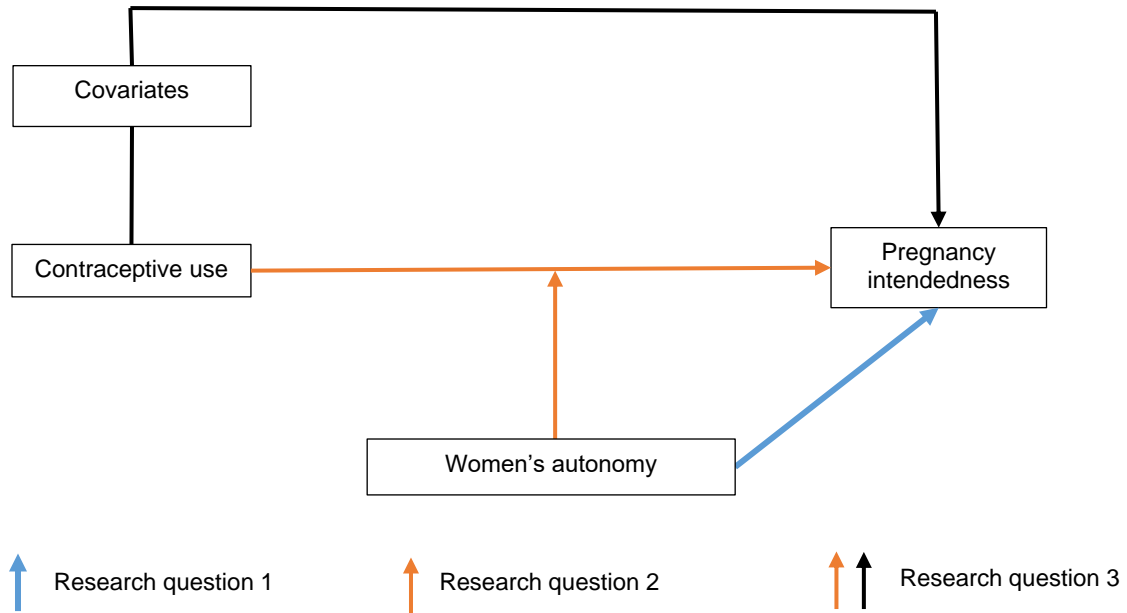 Covariates
Contraceptive use
Pregnancy
intendedness
Women’s autonomy
Research question 1
Research question 2
Research question 3